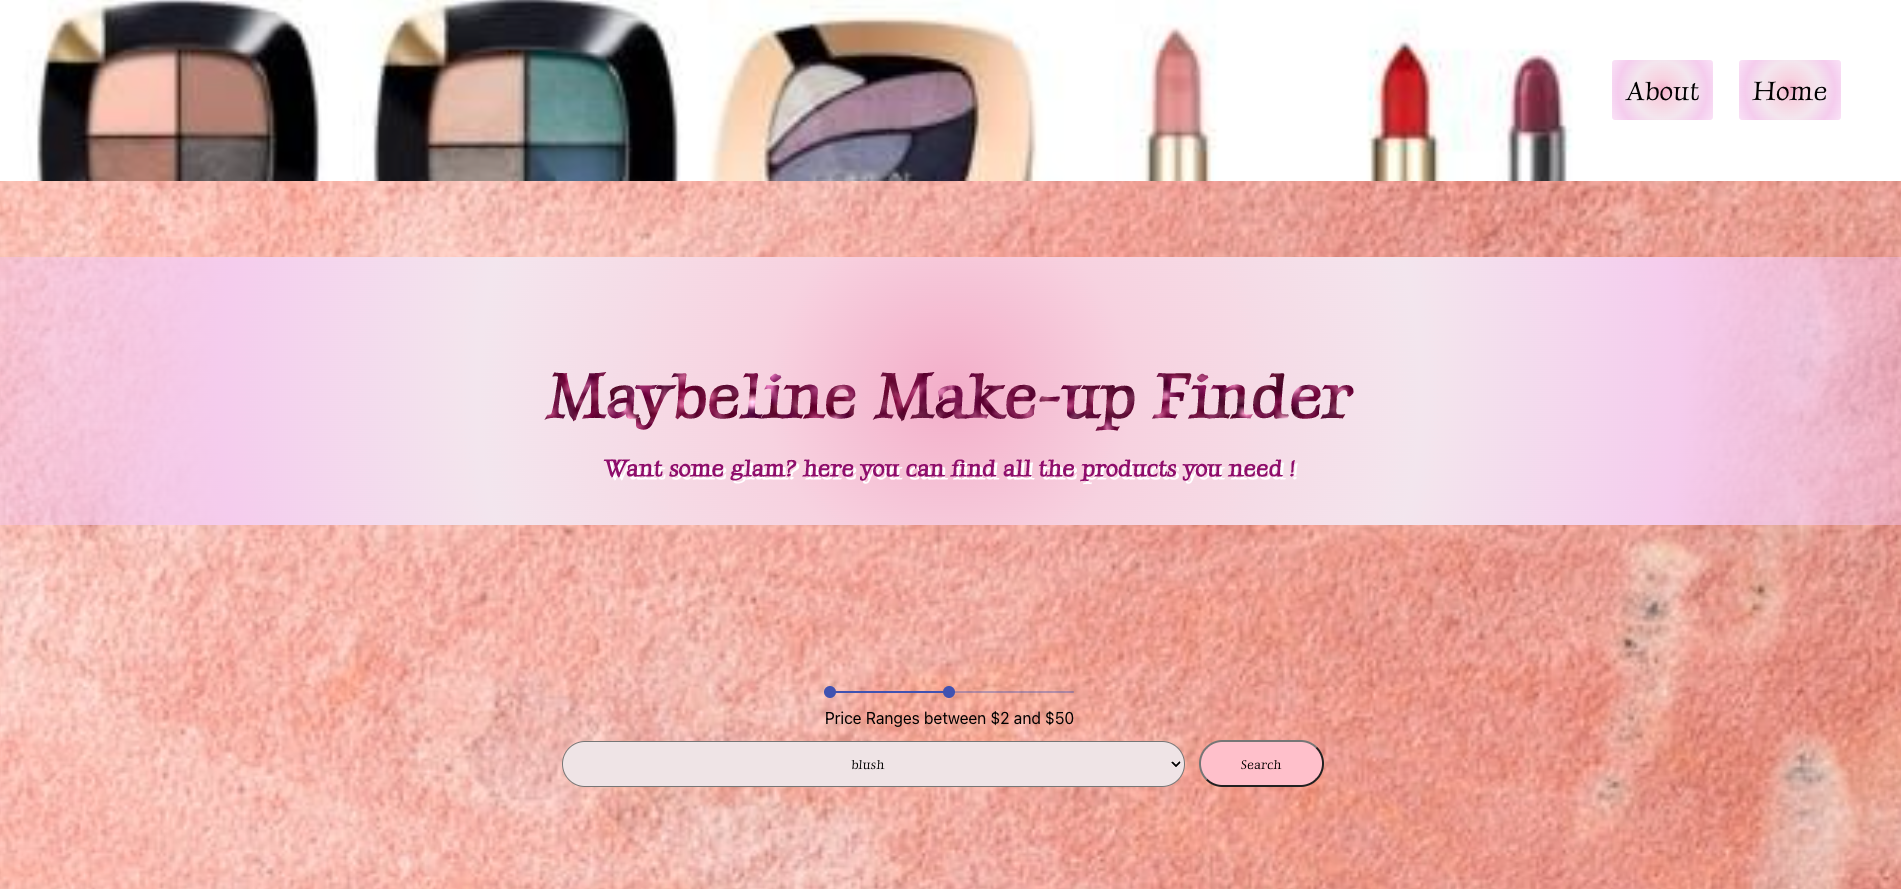 About Home
Maybeline Make-up Finder
Want some glam? here you can find all the products you need !
Price Ranges between $2 and $50
blush
Search